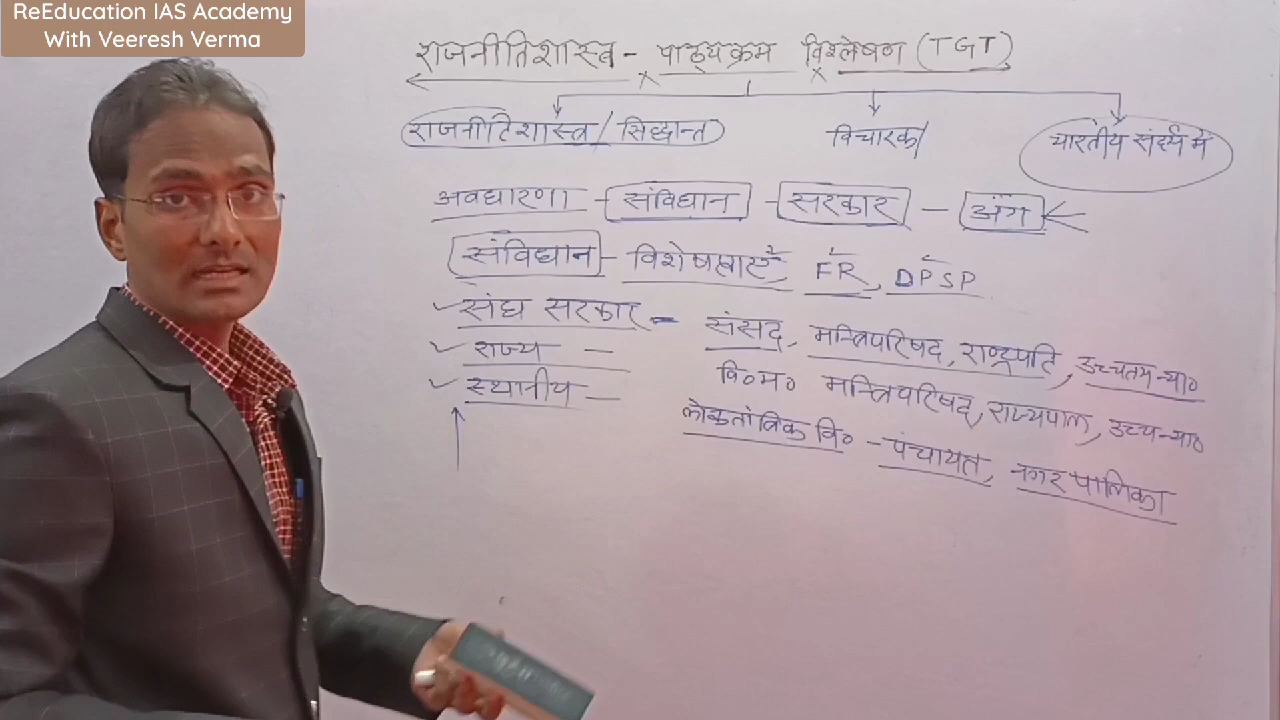 ReEducation IAS Academy
With Veeresh Verma
राजनीतिशास्त्र - पाठ्यक्रम विश्लेषण (TGT)
राजनीतिशास्त्र / सिद्धान्त विचारक भारतीय संदर्भ में
अवधारणा - संविधान - सरकार - अंग
संविधान - विशेषताएँ, FR, DPSP
संघ सरकार - संसद, मन्त्रिपरिषद, राष्ट्रपति, उच्चतम न्या०
राज्य - वि०म० मन्त्रिपरिषद्, राज्यपाल, उच्च न्या०
स्थानीय - लोकतांत्रिक वि० - पंचायत, नगरपालिका